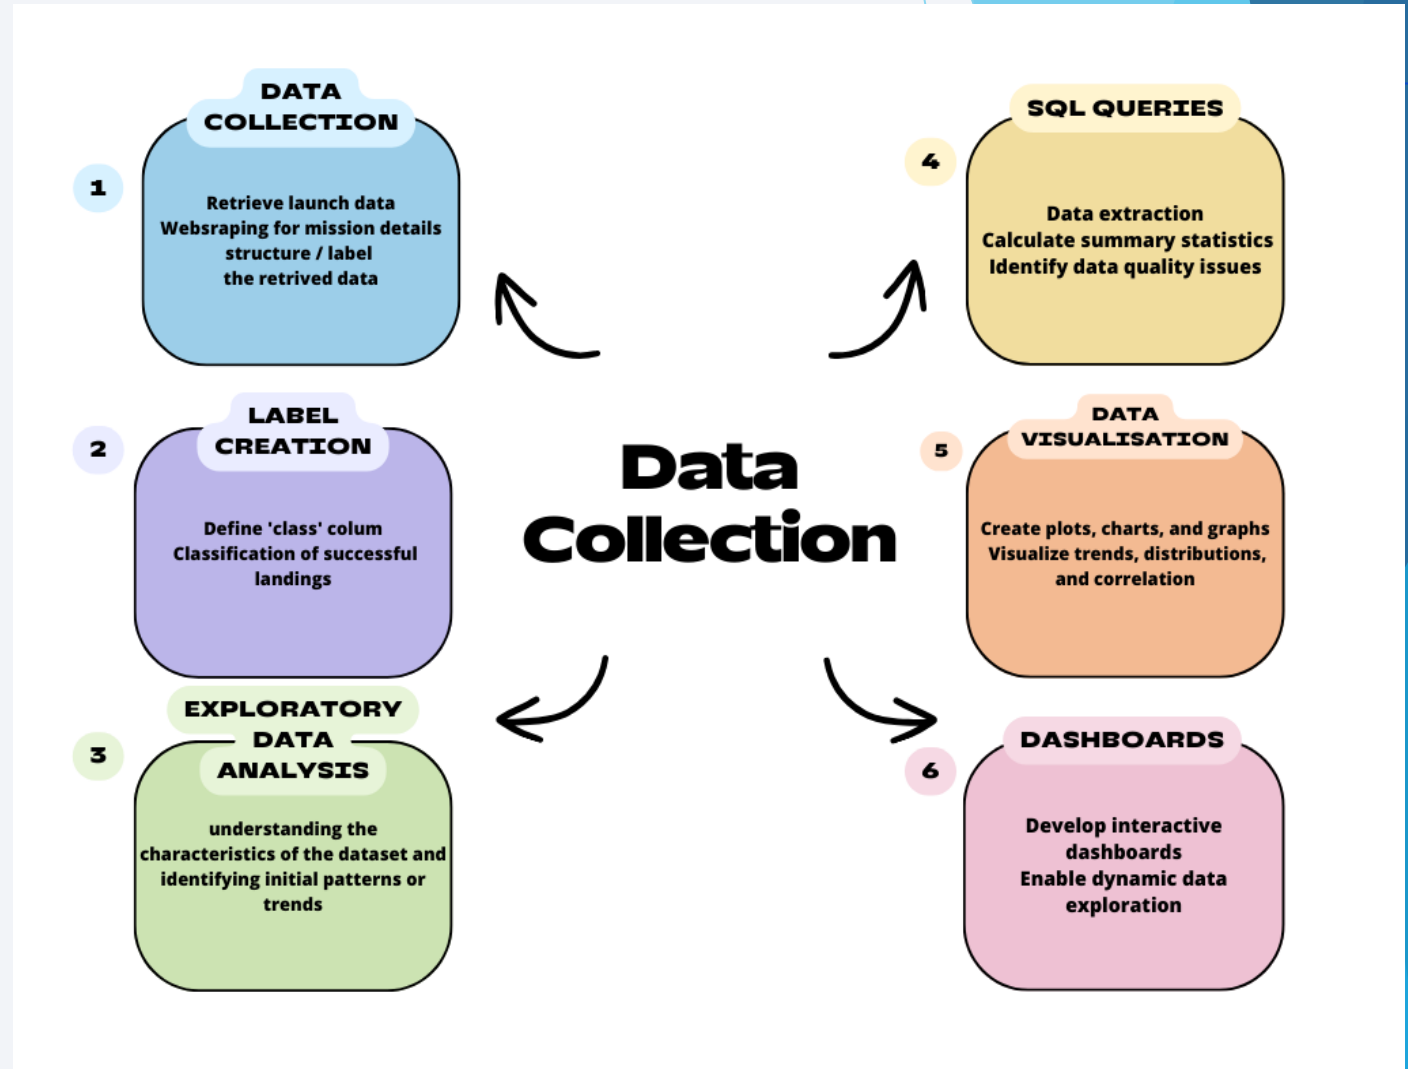 DATA
COLLECTION
1
Retrieve launch data
Websraping for mission details
structure / label
the retrived data
LABEL
CREATION
2
Define 'class' colum
Classification of successful
landings
EXPLORATORY
DATA
ANALYSIS
3
understanding the
characteristics of the dataset and
identifying initial patterns or
trends
Data
Collection
SQL QUERIES
4
Data extraction
Calculate summary statistics
Identify data quality issues
DATA
VISUALISATION
5
Create plots, charts, and graphs
Visualize trends, distributions,
and correlation
DASHBOARDS
6
Develop interactive
dashboards
Enable dynamic data
exploration